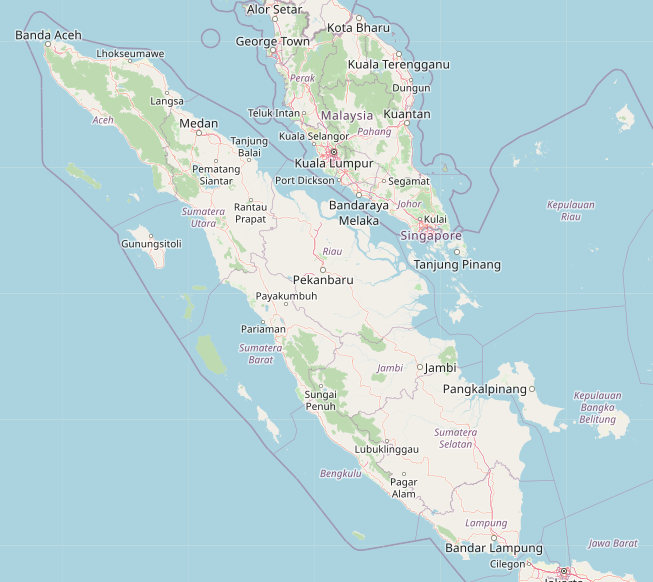 Alor Setar
Kota Bharu
Banda Aceh
George Town
Lhokseumawe
Kuala Terengganu
Perak
Dungun
Langsa
Aceh
Teluk Intan
Malaysia
Kuantan
Medan
Pahang
Kuala Selangor
Tanjung
Balai
Kuala Lumpur
Pematang
Siantar
Port Dickson
Segamat
Rantau
Prapat
Bandaraya
Melaka
Johor
Kepulauan
Riau
Sumatera
Utara
Kulai
Singapore
Gunungsitoli
Riau
Tanjung Pinang
Pekanbaru
Payakumbuh
Pariaman
Sumatera
Barat
Jambi
Jambi
Pangkalpinang
Sungai
Penuh
Kepulauan
Bangka
Belitung
Sumatera
Selatan
Lubuklinggau
Bengkulu
Pagar
Alam
Lampung
Bandar Lampung
Jawa Barat
Cilegon
Jakarta